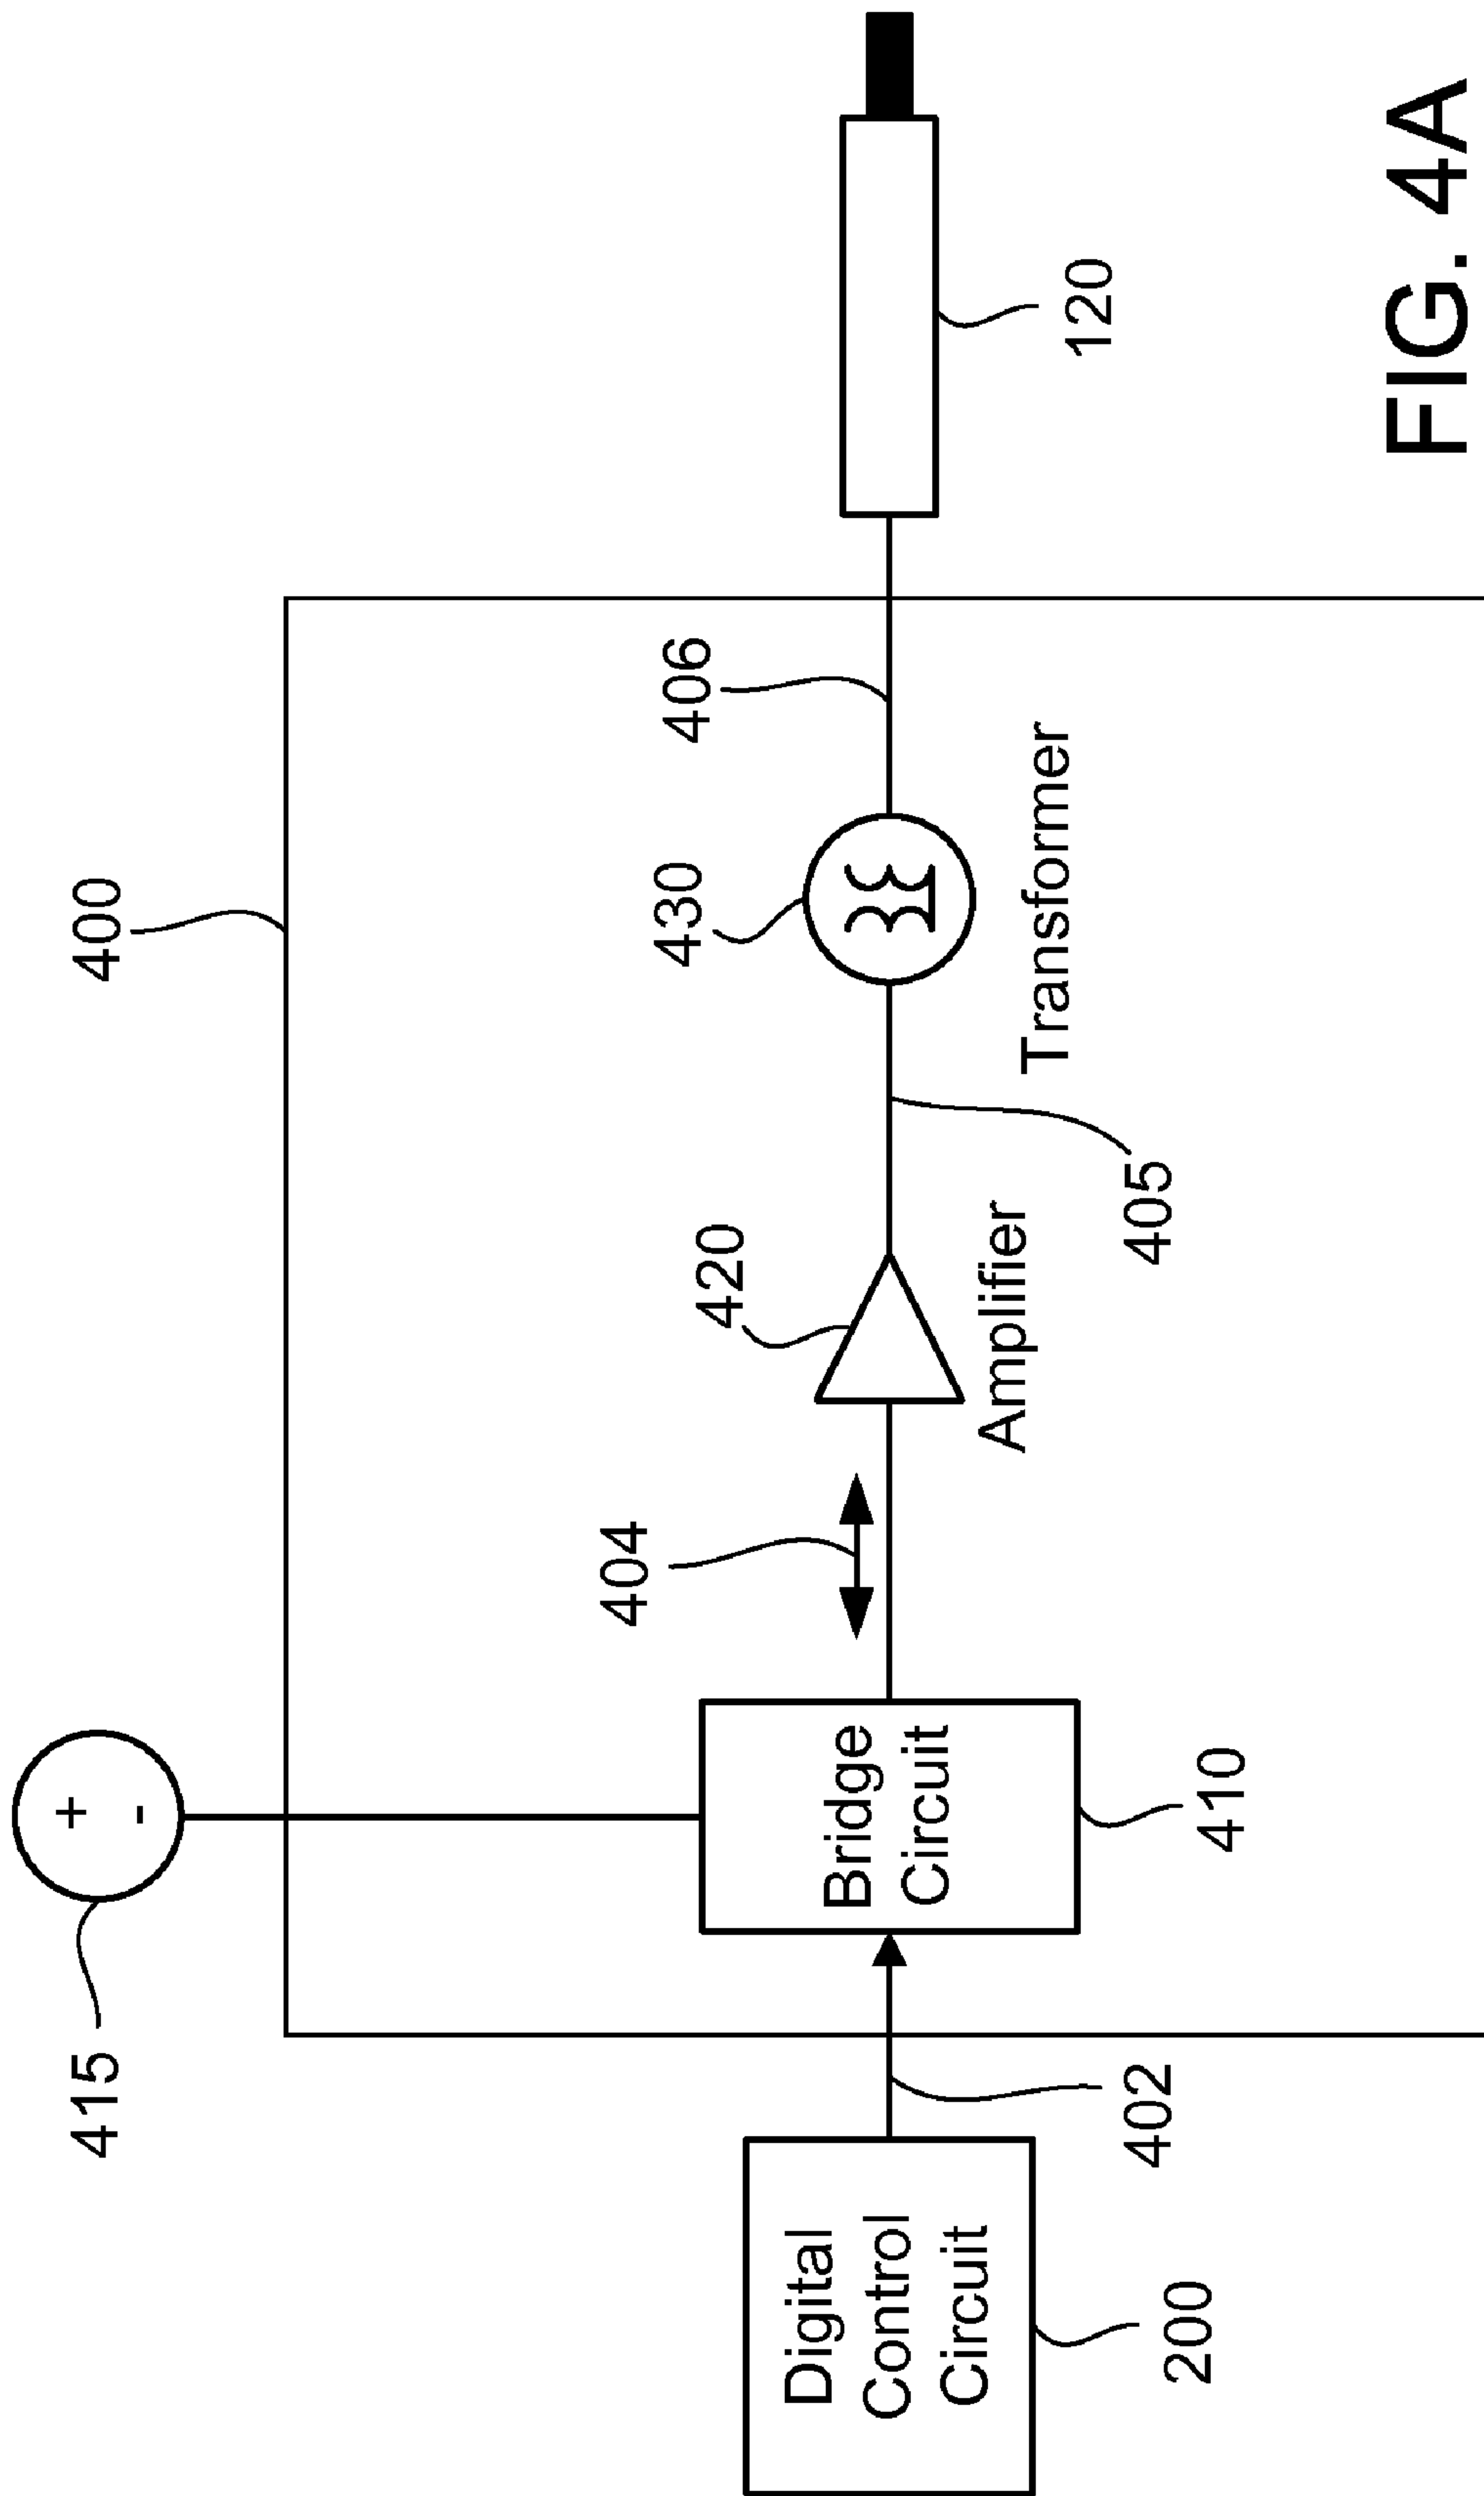 415
+
-
400
Digital
Control
Circuit
200
402
Bridge
Circuit
410
404
420
Amplifier
405
430
Transformer
406
120
FIG. 4A